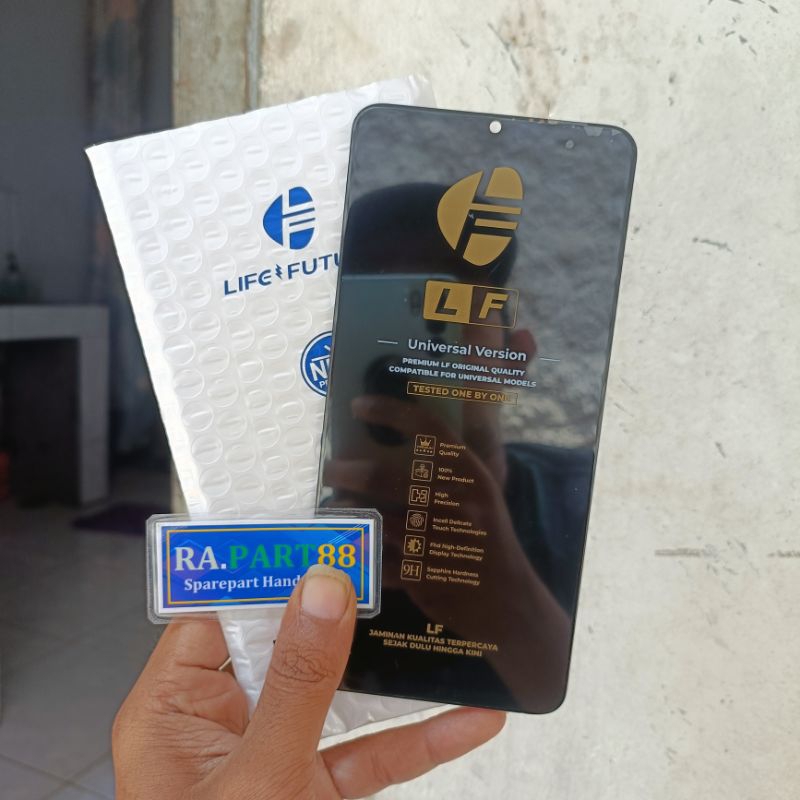 LIFE FUTU
LF
Universal Version
PREMIUM LF ORIGINAL QUALITY
COMPATIBLE FOR UNIVERSAL MODELS
TESTED ONE BY ONE
Premium
Quality
100%
New Product
High
Precision
Incell Delicate
Touch Technologies
Fhd High-Definition
Display Technology
9H
Sapphire Hardness
Cutting Technology
LF
JAMINAN KUALITAS TERPERCAYA
SEJAK DULU HINGGA KINI
RA.PART88
Sparepart Hand